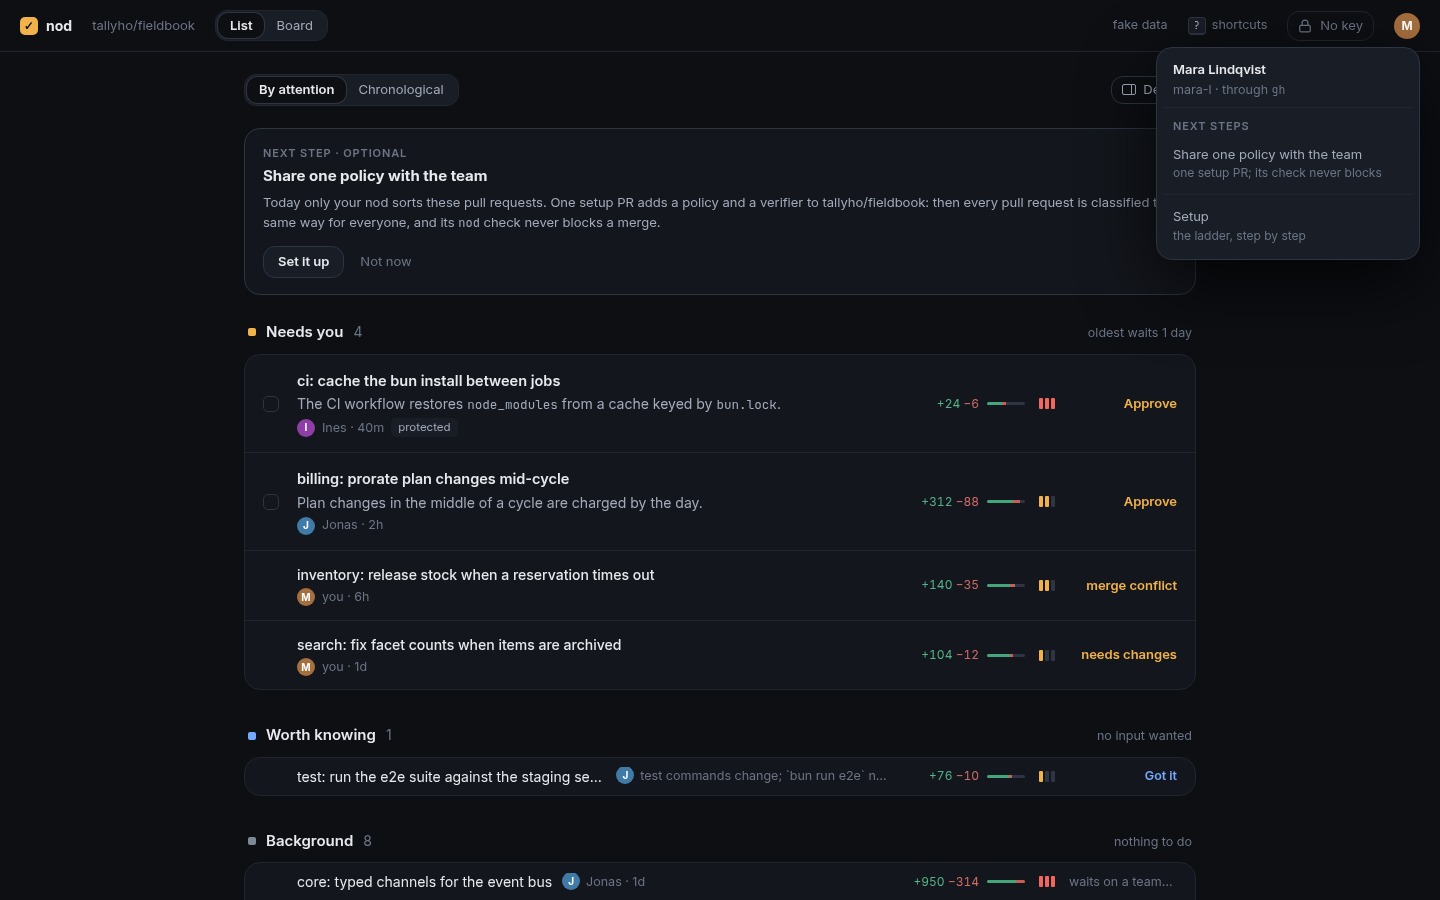 nod
tallyho/fieldbook
List
Board
fake data
? shortcuts
No key
M
By attention
Chronological
Mara Lindqvist
mara-l · through gh
NEXT STEPS
Share one policy with the team
one setup PR; its check never blocks
Setup
the ladder, step by step
NEXT STEP · OPTIONAL
Share one policy with the team
Today only your nod sorts these pull requests. One setup PR adds a policy and a verifier to tallyho/fieldbook: then every pull request is classified
same way for everyone, and its nod check never blocks a merge.
Set it up
Not now
Needs you 4
oldest waits 1 day
ci: cache the bun install between jobs
The CI workflow restores node_modules from a cache keyed by bun.lock.
I Ines · 40m protected
+24 −6
Approve
billing: prorate plan changes mid-cycle
Plan changes in the middle of a cycle are charged by the day.
J Jonas · 2h
+312 −88
Approve
inventory: release stock when a reservation times out
M you · 6h
+140 −35
merge conflict
search: fix facet counts when items are archived
M you · 1d
+104 −12
needs changes
Worth knowing 1
no input wanted
test: run the e2e suite against the staging se...
J test commands change; `bun run e2e` n...
+76 −10
Got it
Background 8
nothing to do
core: typed channels for the event bus
J Jonas · 1d
+950 −314
waits on a team...